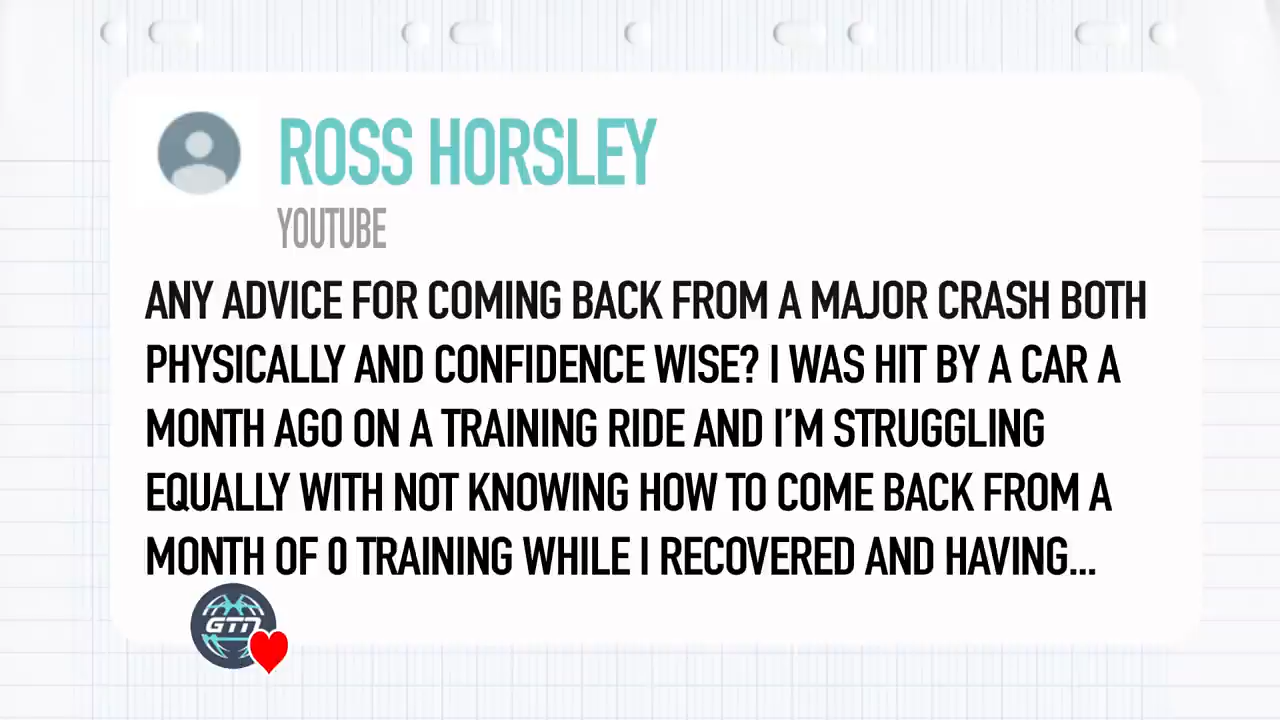 ROSS HORSLEY
YOUTUBE
ANY ADVICE FOR COMING BACK FROM A MAJOR CRASH BOTH
PHYSICALLY AND CONFIDENCE WISE? I WAS HIT BY A CAR A
MONTH AGO ON A TRAINING RIDE AND I'M STRUGGLING
EQUALLY WITH NOT KNOWING HOW TO COME BACK FROM A
MONTH OF 0 TRAINING WHILE I RECOVERED AND HAVING...
GTN